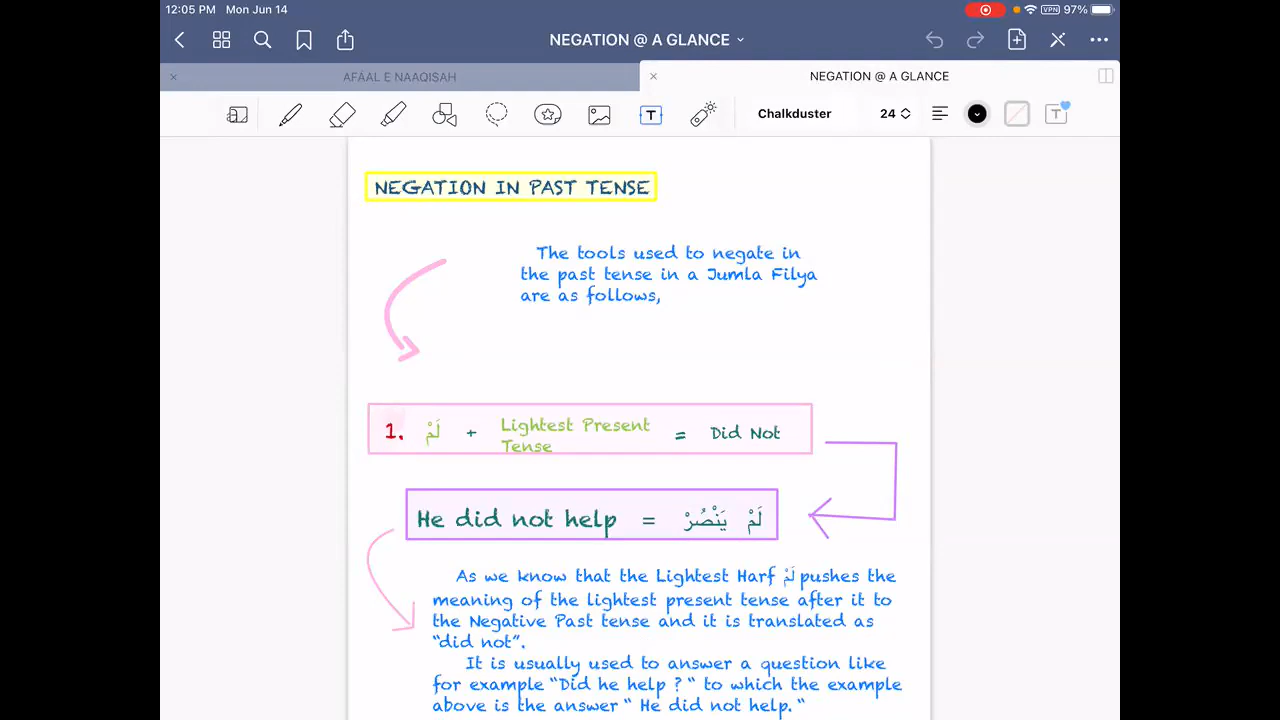 12:05 PM Mon Jun 14
VPN 97%
NEGATION @ A GLANCE
AFÁAL E NAAQISAH
NEGATION @ A GLANCE
T Chalkduster 24 T
NEGATION IN PAST TENSE
The tools used to negate in
the past tense in a Jumla Filya
are as follows,
1. لَمْ + Lightest Present = Did Not
Tense
He did not help = لَمْ يَنْصُرْ
As we know that the Lightest Harf لَمْ pushes the
meaning of the lightest present tense after it to
the Negative Past tense and it is translated as
"did not".
It is usually used to answer a question like
for example "Did he help ? " to which the example
above is the answer " He did not help. "